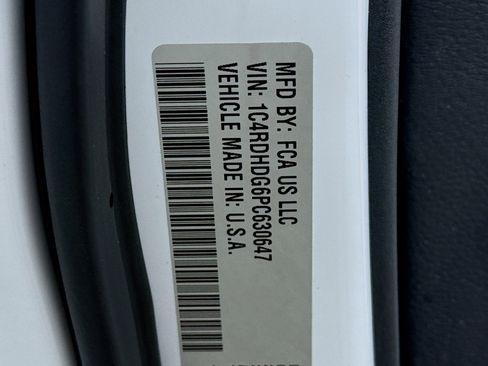 MFD BY: FCA US LLC
VIN: 1C4RDHDG6PC630647
VEHICLE MADE IN: U.S.A.